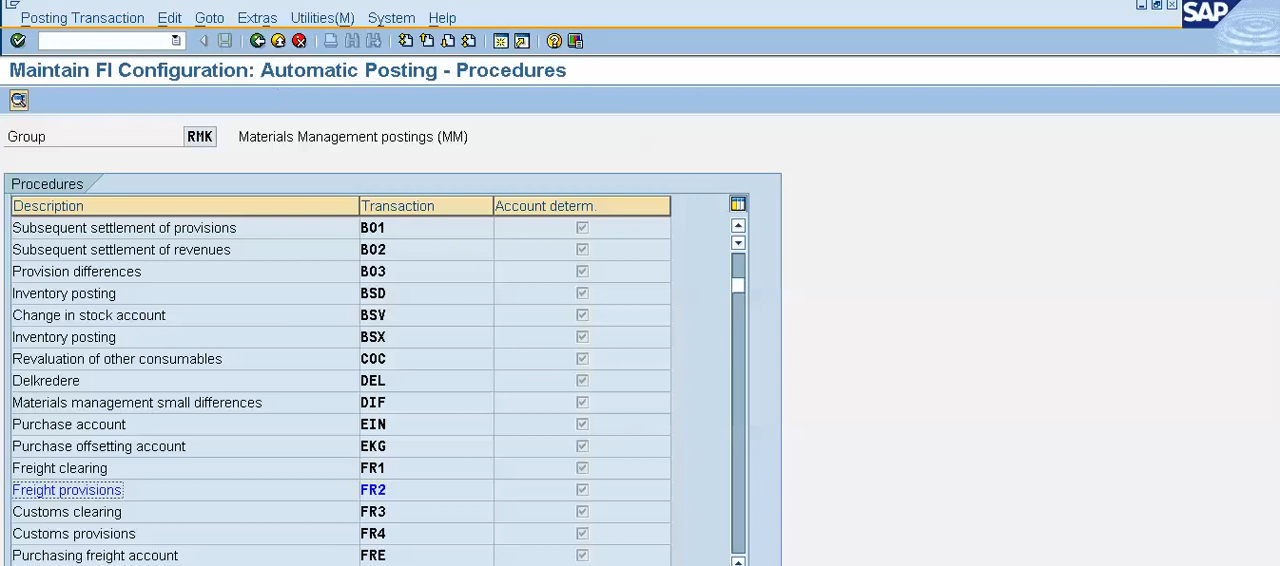 Posting Transaction Edit Goto Extras Utilities(M) System
SAP
Maintain FI Configuration: Automatic Posting - Procedures
Group RMK Materials Management postings (MM)
Procedures
Decription Transaction Account determ.
Subsequent settlement of provisions BO1
Subsequent settlement of revenues BO2
Provision differences BO3
Inventory posting BSD
Change in stock account BSV
Inventory posting BSX
Revaluation of other consumables COC
Delkredere DEL
Materials management small differences DIF
Purchase account EIN
Purchase offsetting account EKG
Freight clearing FR1
Freight provisions FR2
Customs clearing FR3
Customs provisions FR4
Purchasing freight account FRE